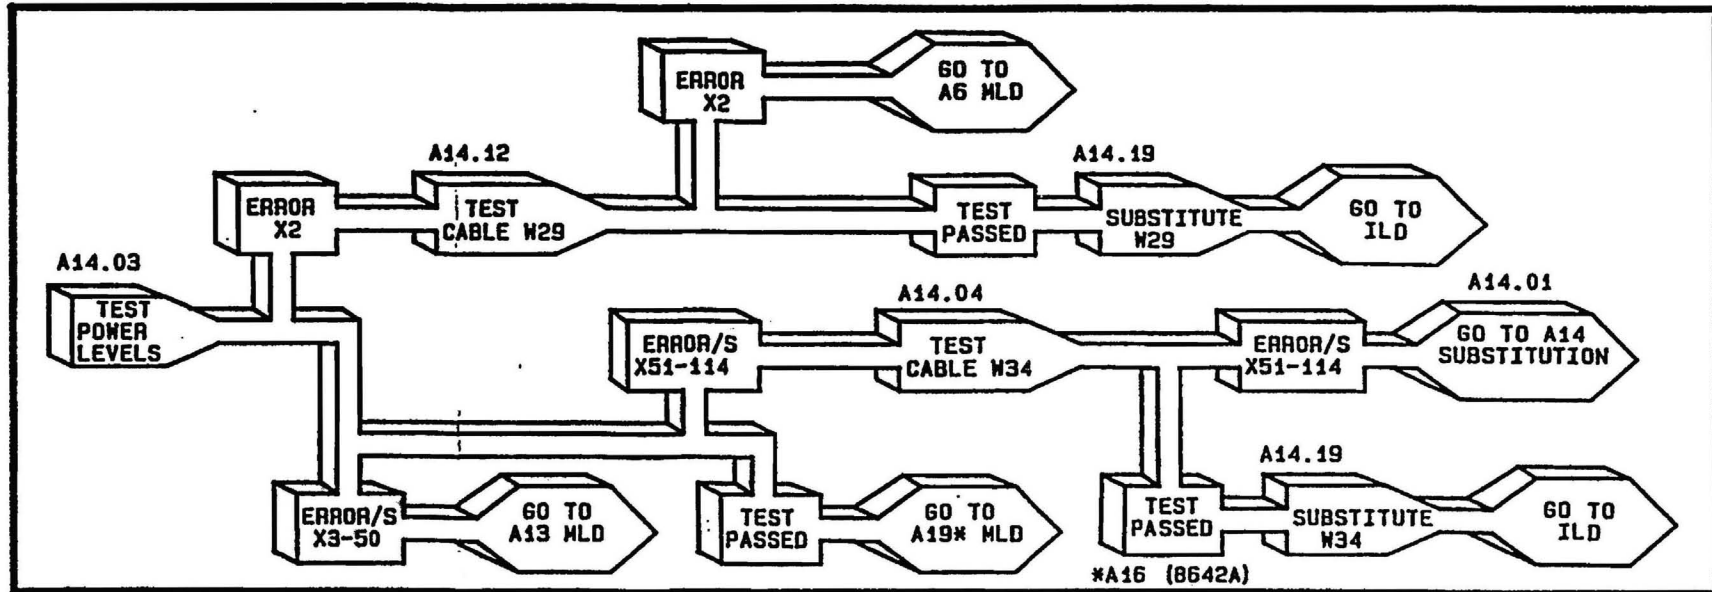 ERROR
X2
GO TO
A6 MLD
A14.12
A14.19
ERROR
X2
TEST
CABLE W29
TEST
PASSED
SUBSTITUTE
W29
GO TO
ILD
A14.03
TEST
POWER
LEVELS
A14.04
A14.01
ERROR/S
X51-114
TEST
CABLE W34
ERROR/S
X51-114
GO TO A14
SUBSTITUTION
A14.19
ERROR/S
X3-50
GO TO
A13 MLD
TEST
PASSED
GO TO
A19* MLD
TEST
PASSED
SUBSTITUTE
W34
GO TO
ILD
*A16 (8642A)